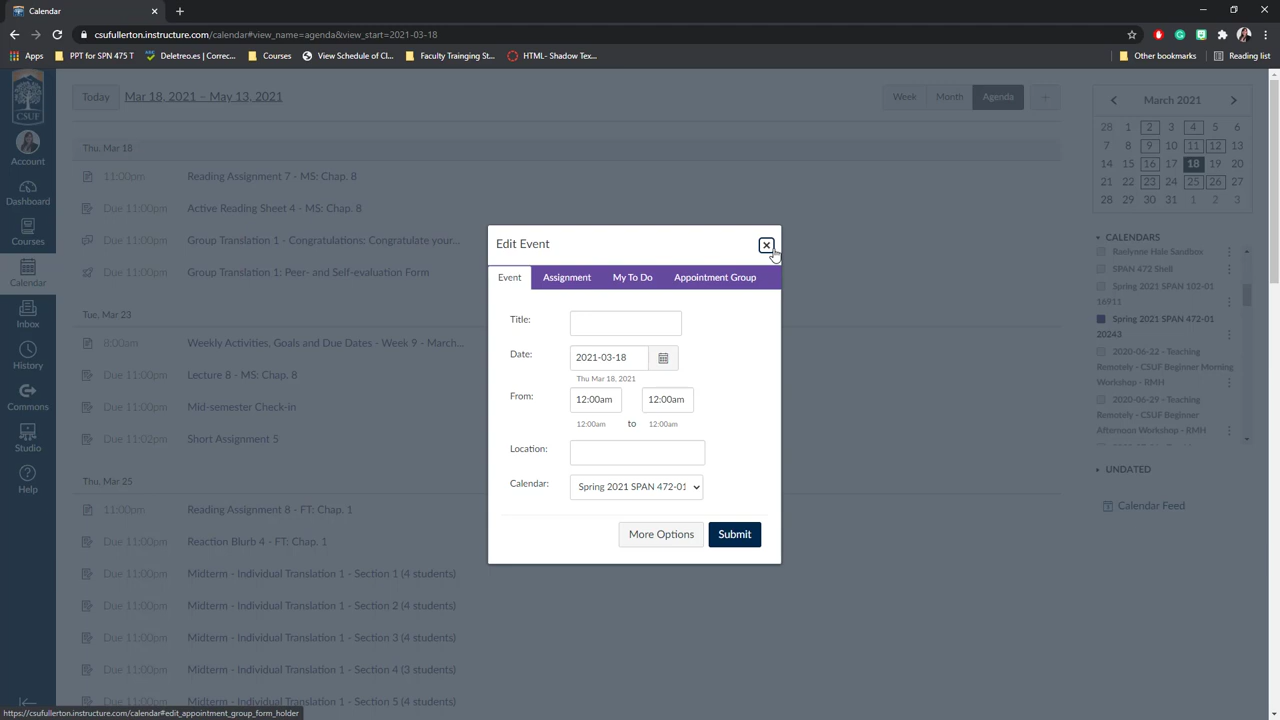 Calendar
csufullerton.instructure.com/calendar#view_name=agenda&view_start=2021-03-18
Apps
PPT for SPN 475 T
Deletreo.es | Correc...
Courses
View Schedule of Cl...
Faculty Trainging St...
HTML- Shadow Tex...
Other bookmarks
Reading list
CSUF
Account
Dashboard
Courses
Calendar
Inbox
History
Commons
Studio
Help
Today
Mar 18, 2021 – May 13, 2021
Week
Month
Agenda
Thu, Mar 18
11:00pm Reading Assignment 7 - MS: Chap. 8
Due 11:00pm Active Reading Sheet 4 - MS: Chap. 8
Due 11:00pm Group Translation 1 - Congratulations: Congratulate your...
Due 11:00pm Group Translation 1: Peer- and Self-evaluation Form
Tue, Mar 23
8:00am Weekly Activities, Goals and Due Dates - Week 9 - March...
Due 11:00pm Lecture 8 - MS: Chap. 8
Due 11:00pm Mid-semester Check-in
Due 11:02pm Short Assignment 5
Thu, Mar 25
11:00pm Reading Assignment 8 - FT: Chap. 1
Due 11:00pm Reaction Blurb 4 - FT: Chap. 1
Due 11:00pm Midterm - Individual Translation 1 - Section 1 (4 students)
Due 11:00pm Midterm - Individual Translation 1 - Section 2 (4 students)
Due 11:00pm Midterm - Individual Translation 1 - Section 3 (4 students)
Due 11:00pm Midterm - Individual Translation 1 - Section 4 (3 students)
Due 11:00pm Midterm - Individual Translation 1 - Section 5 (4 students)
Edit Event
Event
Assignment
My To Do
Appointment Group
Title:
Date: 2021-03-18
Thu Mar 18, 2021
From: 12:00am 12:00am
12:00am to 12:00am
Location:
Calendar: Spring 2021 SPAN 472-01
More Options
Submit
March 2021
28 1 2 3 4 5 6
7 8 9 10 11 12 13
14 15 16 17 18 19 20
21 22 23 24 25 26 27
28 29 30 31 1 2 3
CALENDARS
Ranlynne Hale Sandbox
SPAN 472 Shell
Spring 2021 SPAN 102-01
16911
Spring 2021 SPAN 472-01
20243
2020-06-22 - Teaching
Remotely - CSUF Beginner Morning
Workshop - RMH
2020-06-29 - Teaching
Remotely - CSUF Beginner
Afternoon Workshop - RMH
UNDATED
Calendar Feed
https://csufullerton.instructure.com/calendar#edit_appointment_group_form_holder